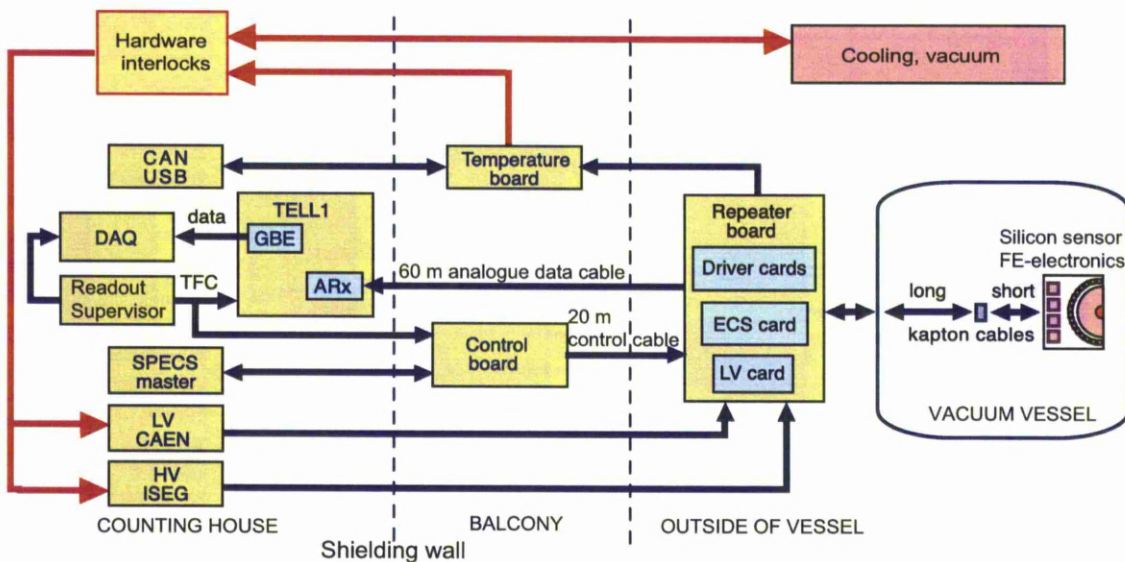 Hardware
interlocks
Cooling, vacuum
CAN
USB
Temperature
board
TELL1
GBE
ARx
data
DAQ
Readout
Supervisor
TFC
60 m analogue data cable
20 m
control cable
Control
board
SPECS
master
LV
CAEN
HV
ISEG
Repeater
board
Driver cards
ECS card
LV card
Silicon sensor
FE-electronics
long
short
kapton cables
VACUUM VESSEL
COUNTING HOUSE
BALCONY
OUTSIDE OF VESSEL
Shielding wall